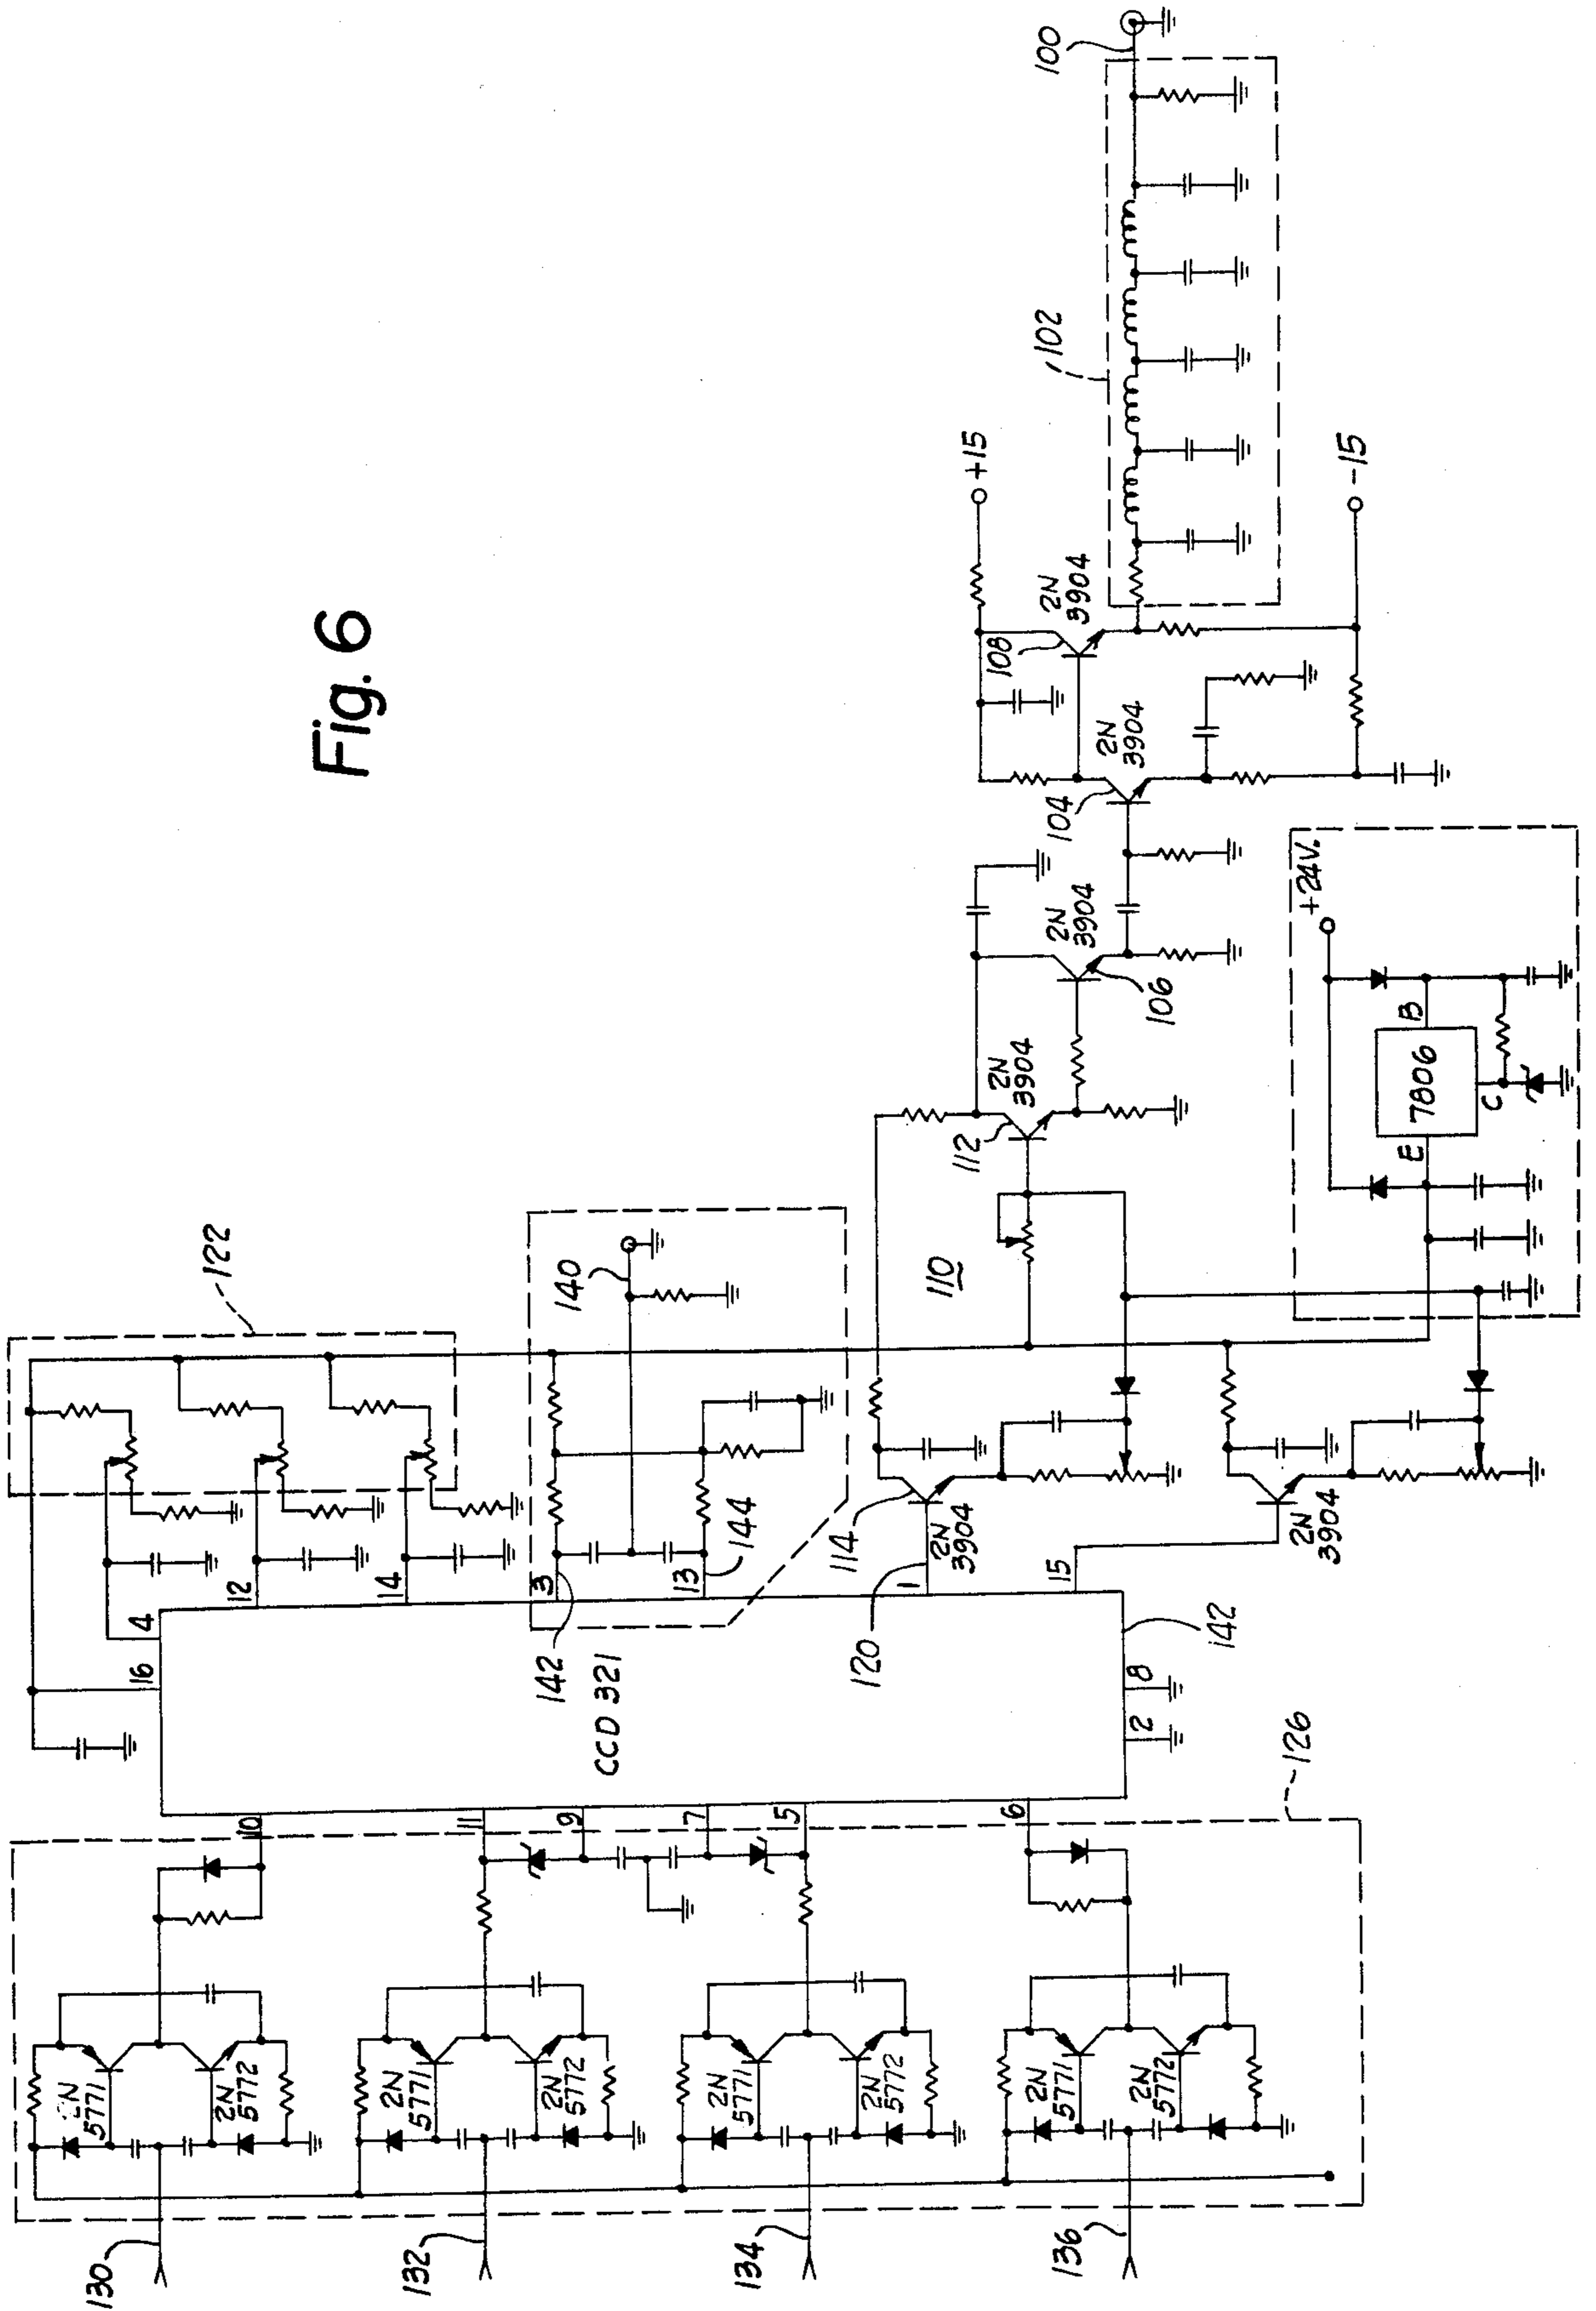 Fig. 6
130
132
134
136
2N
5771
2N
5772
2N
5771
2N
5772
2N
5771
2N
5772
2N
5771
2N
5772
126
10
11
9
7
5
6
CCD 321
16
4
12
14
3
13
1
15
2
8
142
142
144
140
122
120
114
2N
3904
2N
3904
110
112
2N
3904
106
2N
3904
104
2N
3904
108
2N
3904
+15
-15
102
100
+24V.
7806
E
B
C